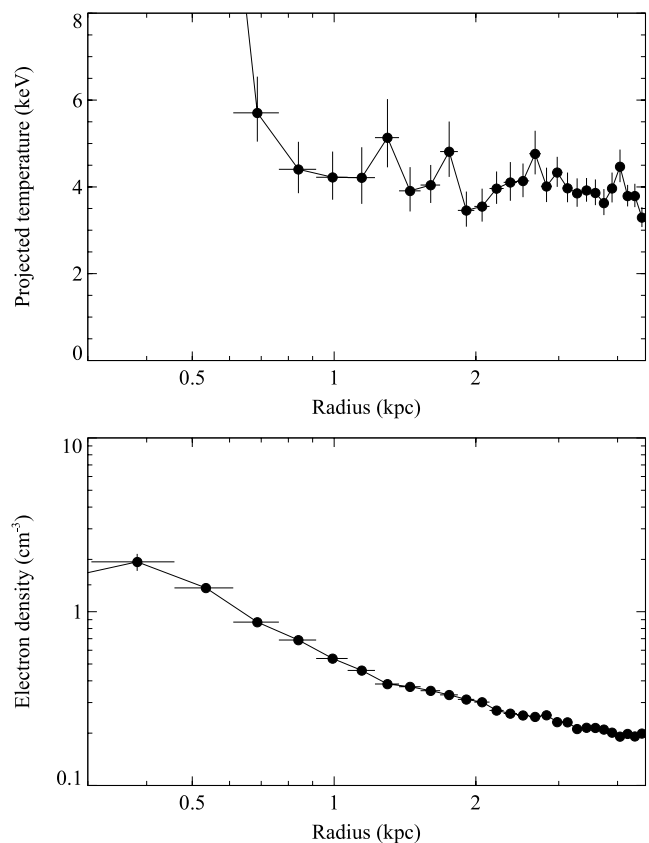 8
6
4
2
0
Projected temperature (keV)
0.5 1 2
Radius (kpc)
10
1
0.1
Electron density (cm⁻³)
0.5 1 2
Radius (kpc)